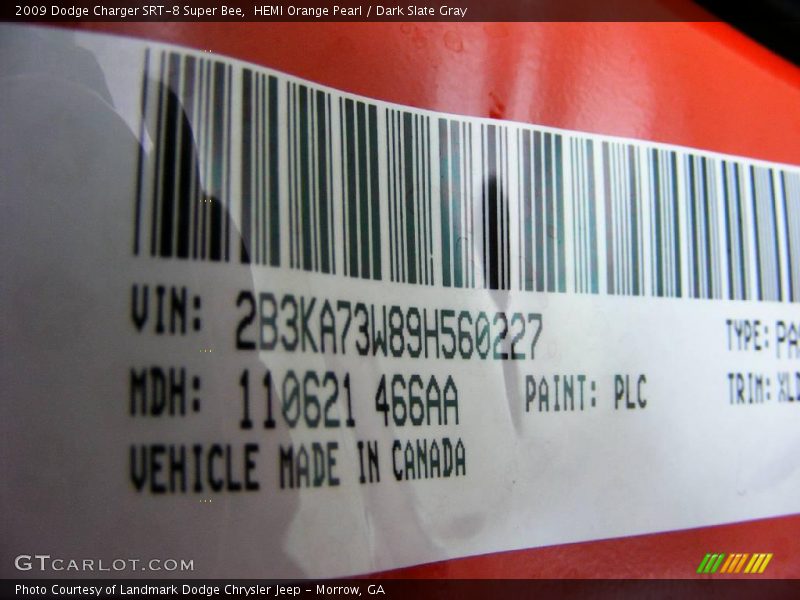 2009 Dodge Charger SRT-8 Super Bee, HEMI Orange Pearl / Dark Slate Gray
VIN: 2B3KA73W89H560227 TYPE: PA
MDH: 110621 466AA PAINT: PLC TRIM: XL
VEHICLE MADE IN CANADA
GTCARLOT.COM
Photo Courtesy of Landmark Dodge Chrysler Jeep - Morrow, GA